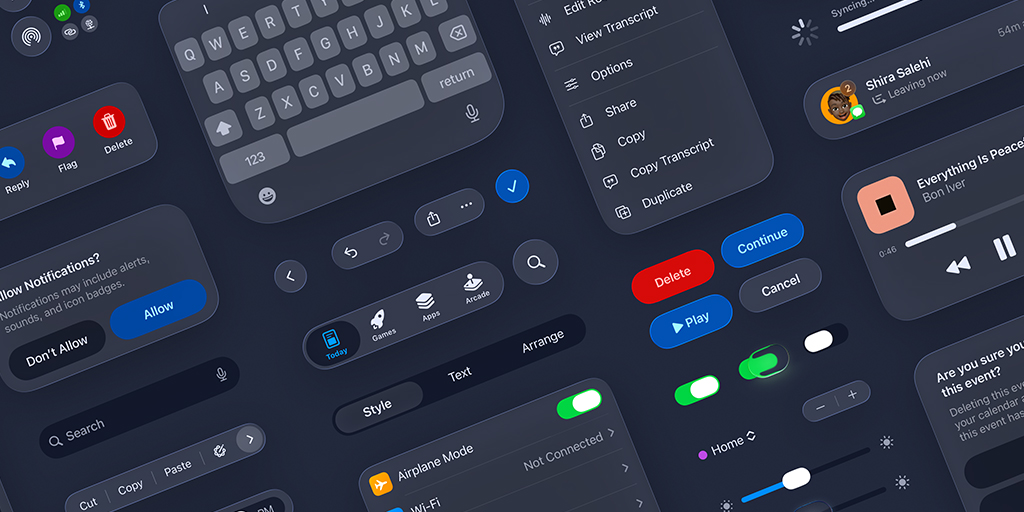 Reply
Flag
Delete
Q W E R T Y
A S D F G H J K L
Z X C V B N M
123
return
View Transcript
Options
Share
Copy
Copy Transcript
Duplicate
Syncing...
Shira Salehi
2
Leaving now
54m
Everything Is Peace
Bon Iver
0:46
llow Notifications?
Notifications may include alerts,
sounds, and icon badges.
Don't Allow
Allow
Search
Cut
Copy
Paste
PM
Today
Games
Apps
Arcade
Style
Text
Arrange
Airplane Mode
Wi-Fi
Not Connected
Delete
Continue
Play
Cancel
Home
Are you sure you
this event?
Deleting this eve
your calendar a
this event has